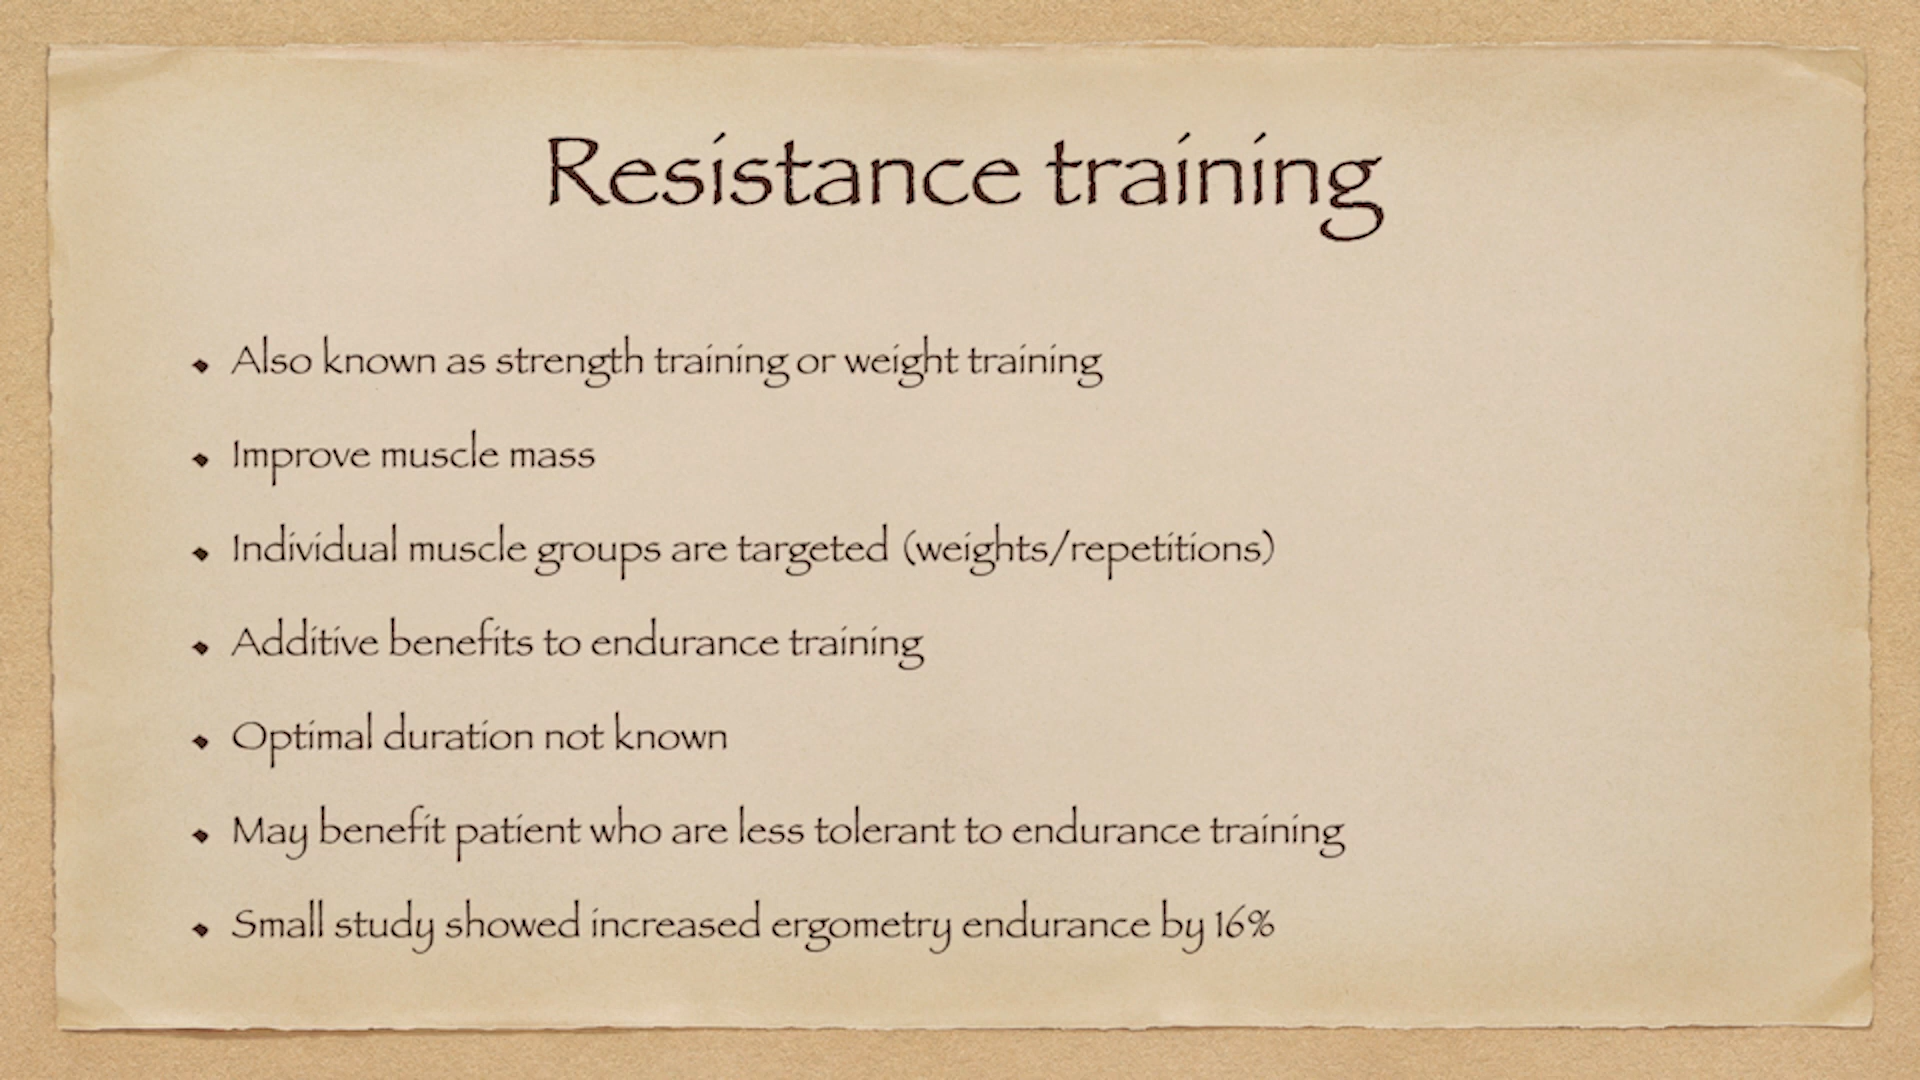 Resistance training
Also known as strength training or weight training
Improve muscle mass
Individual muscle groups are targeted (weights/repetitions)
Additive benefits to endurance training
Optimal duration not known
May benefit patient who are less tolerant to endurance training
Small study showed increased ergometry endurance by 16%